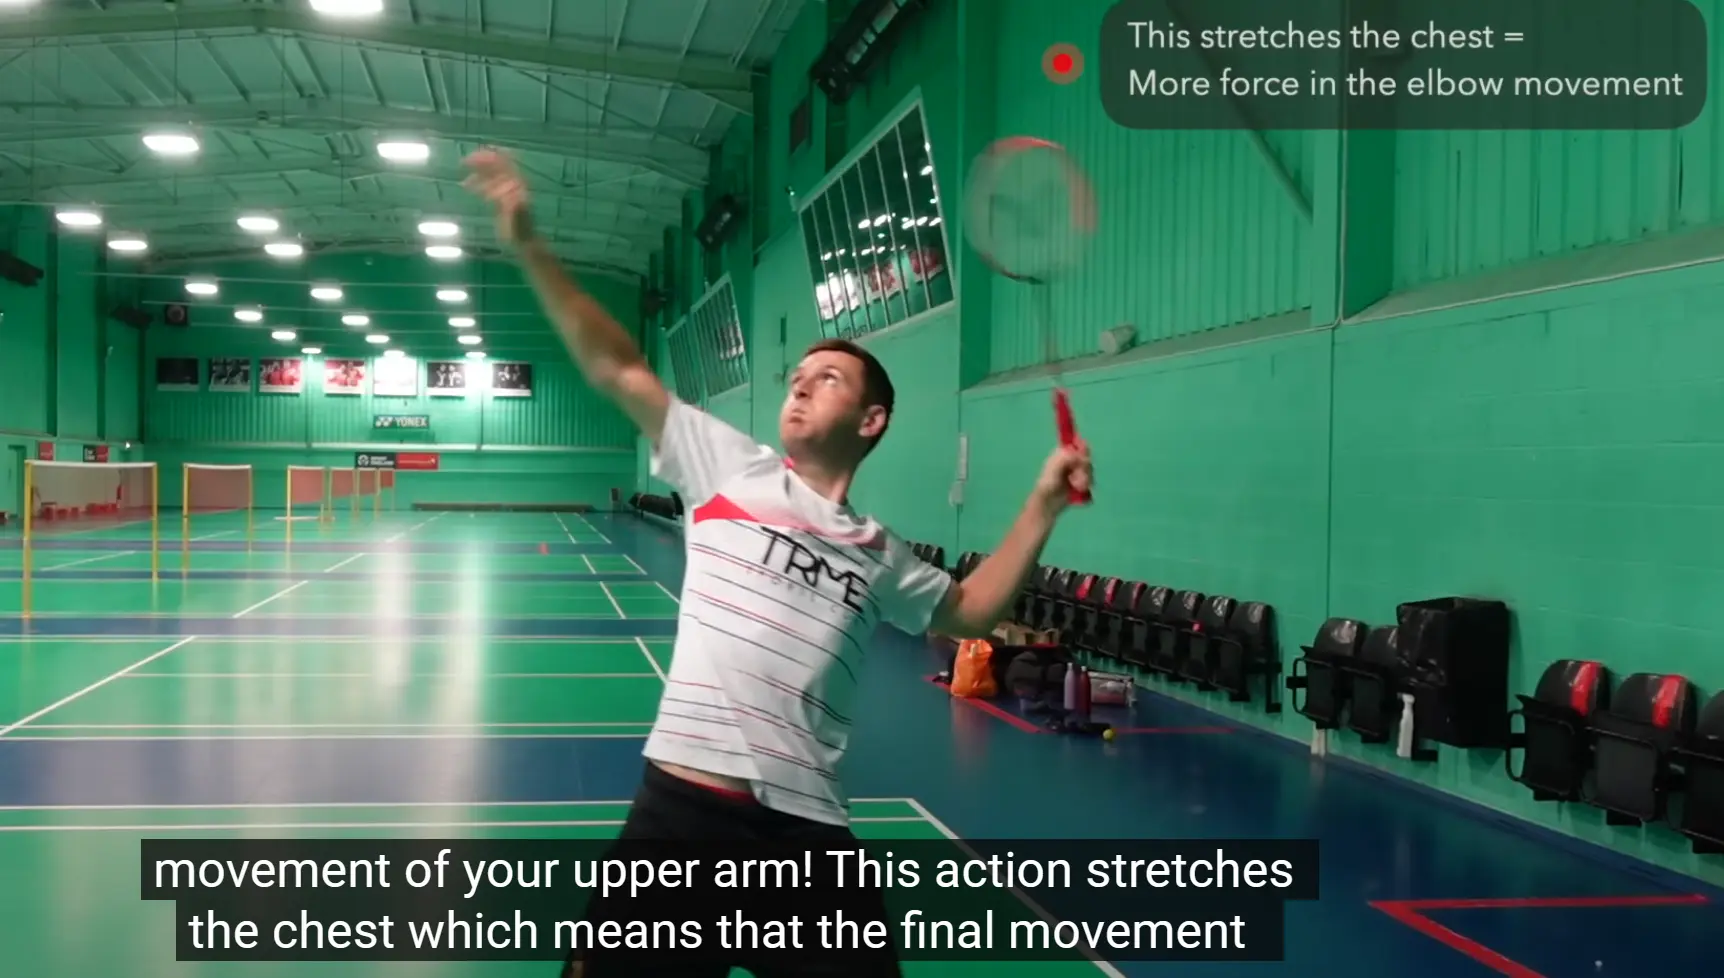 This stretches the chest =
More force in the elbow movement
YONEX
TRME
movement of your upper arm! This action stretches
the chest which means that the final movement